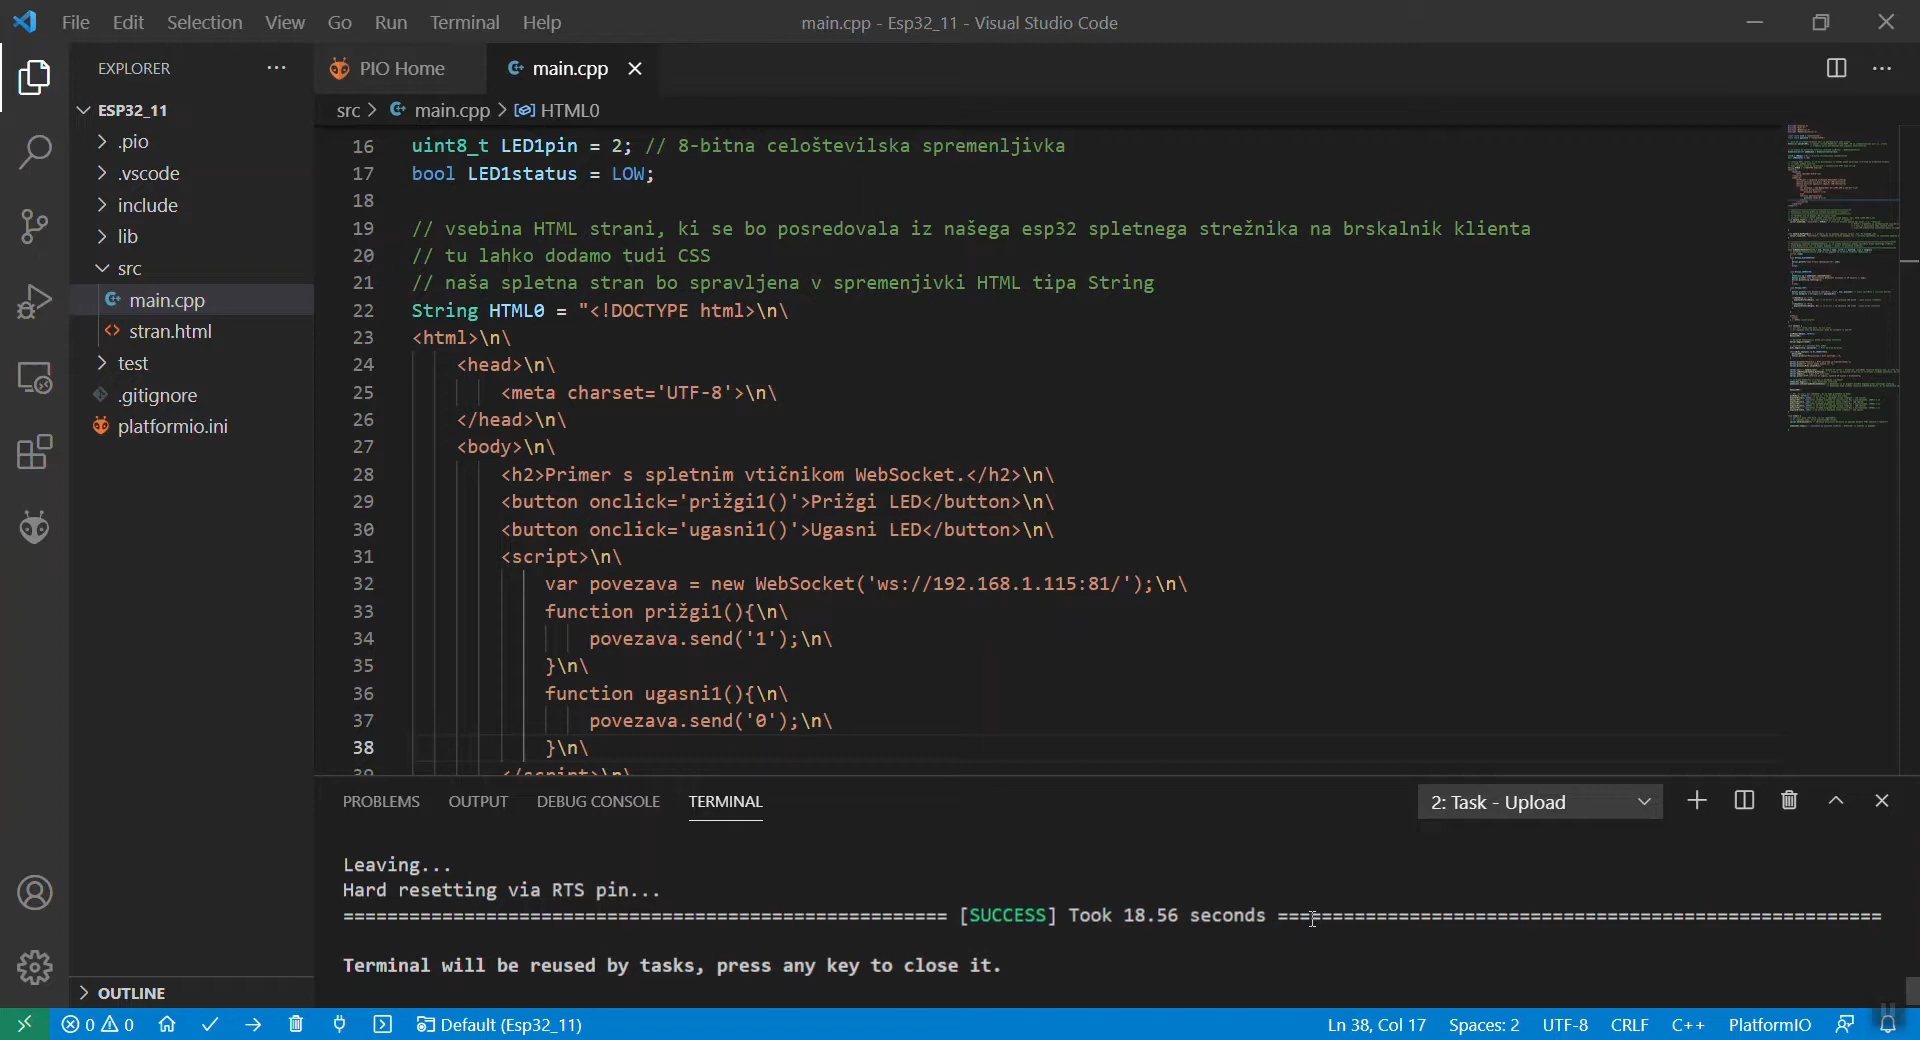 File Edit Selection View Go Run Terminal Help
main.cpp - Esp32_11 - Visual Studio Code
EXPLORER
ESP32_11
.pio
.vscode
include
lib
src
main.cpp
stran.html
test
.gitignore
platformio.ini
OUTLINE
PIO Home
main.cpp
src > main.cpp > HTML0
16 uint8_t LED1pin = 2; // 8-bitna celoštevilska spremenljivka
17 bool LED1status = LOW;
18
19 // vsebina HTML strani, ki se bo posredovala iz našega esp32 spletnega strežnika na brskalnik klienta
20 // tu lahko dodamo tudi CSS
21 // naša spletna stran bo spravljena v spremenjivki HTML tipa String
22 String HTML0 = "<!DOCTYPE html>\n\
23 <html>\n\
24 <head>\n\
25 <meta charset='UTF-8'>\n\
26 </head>\n\
27 <body>\n\
28 <h2>Primer s spletnim vtičnikom WebSocket.</h2>\n\
29 <button onclick='prižgi1()'>Prižgi LED</button>\n\
30 <button onclick='ugasni1()'>Ugasni LED</button>\n\
31 <script>\n\
32 var povezava = new WebSocket('ws://192.168.1.115:81/');\n\
33 function prižgi1(){\n\
34 povezava.send('1');\n\
35 }\n\
36 function ugasni1(){\n\
37 povezava.send('0');\n\
38 }\n\
39 </script>\n\
PROBLEMS OUTPUT DEBUG CONSOLE TERMINAL
2: Task - Upload
Leaving...
Hard resetting via RTS pin...
======================================================= [SUCCESS] Took 18.56 seconds =======================================================
Terminal will be reused by tasks, press any key to close it.
0 0 Default (Esp32_11) Ln 38, Col 17 Spaces: 2 UTF-8 CRLF C++ PlatformIO